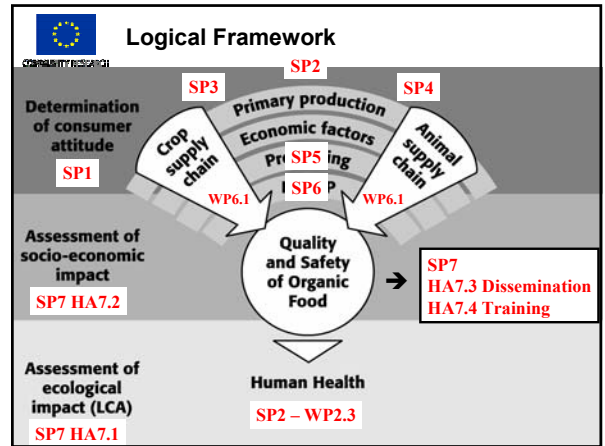 Logical Framework
COMMUNITY RESEARCH
SP2
SP3
SP4
Determination
of consumer
attitude
SP1
Primary production
Economic factors
SP5
SP6
Crop
supply
chain
Animal
supply
chain
WP6.1
WP6.1
Assessment of
socio-economic
impact
SP7 HA7.2
Quality
and Safety
of Organic
Food
➔
SP7
HA7.3 Dissemination
HA7.4 Training
Assessment of
ecological
impact (LCA)
SP7 HA7.1
Human Health
SP2 – WP2.3